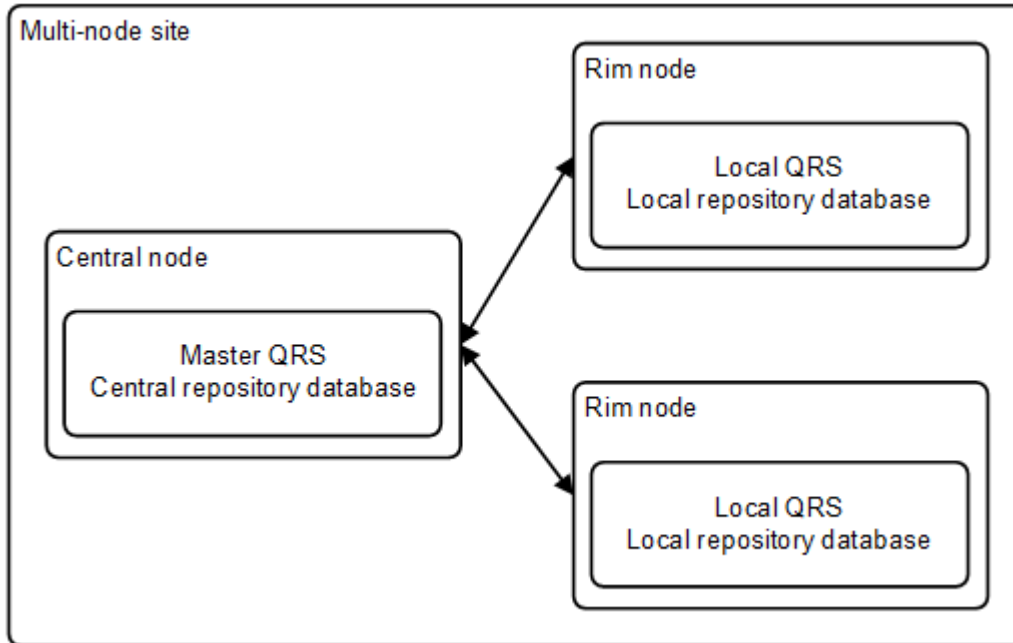 Multi-node site
Rim node
Local QRS
Local repository database
Central node
Master QRS
Central repository database
Rim node
Local QRS
Local repository database